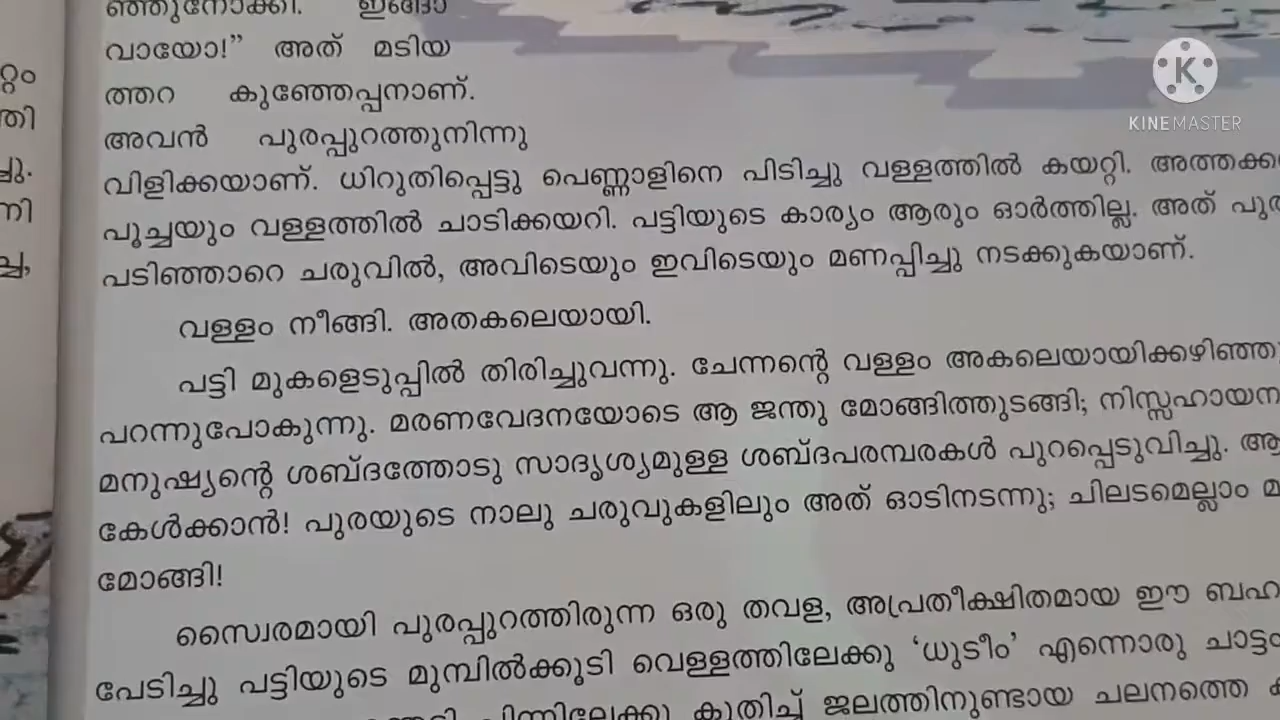 ഞ്ഞുനോക്കി. ഇങ്ങോ
വായോ!” അത് മടിയ
ത്തറ കുഞ്ഞേപ്പനാണ്.
അവൻ പുരപ്പുറത്തുനിന്നു
വിളിക്കയാണ്. ധിറുതിപ്പെട്ടു പെണ്ണാളിനെ പിടിച്ചു വള്ളത്തിൽ കയറ്റി. അത്തക്ക
പൂച്ചയും വള്ളത്തിൽ ചാടിക്കയറി. പട്ടിയുടെ കാര്യം ആരും ഓർത്തില്ല. അത് പുര
പടിഞ്ഞാറെ ചരുവിൽ, അവിടെയും ഇവിടെയും മണപ്പിച്ചു നടക്കുകയാണ്.
വള്ളം നീങ്ങി. അതകലെയായി.
പട്ടി മുകളെടുപ്പിൽ തിരിച്ചുവന്നു. ചേന്നന്റെ വള്ളം അകലെയായിക്കഴിഞ്ഞു
പറന്നുപോകുന്നു. മരണവേദനയോടെ ആ ജന്തു മോങ്ങിത്തുടങ്ങി; നിസ്സഹായന
മനുഷ്യന്റെ ശബ്ദത്തോടു സാദൃശ്യമുള്ള ശബ്ദപരമ്പരകൾ പുറപ്പെടുവിച്ചു. ആ
കേൾക്കാൻ! പുരയുടെ നാലു ചരുവുകളിലും അത് ഓടിനടന്നു; ചിലടമെല്ലാം മ
മോങ്ങി!
സ്വൈരമായി പുരപ്പുറത്തിരുന്ന ഒരു തവള, അപ്രതീക്ഷിതമായ ഈ ബഹ
പേടിച്ചു പട്ടിയുടെ മുമ്പിൽക്കൂടി വെള്ളത്തിലേക്കു ‘ധുടീം’ എന്നൊരു ചാട്ടം
പിന്നിലേക്കു കുതിച്ച് ജലത്തിനുണ്ടായ ചലനത്തെ
KINEMASTER